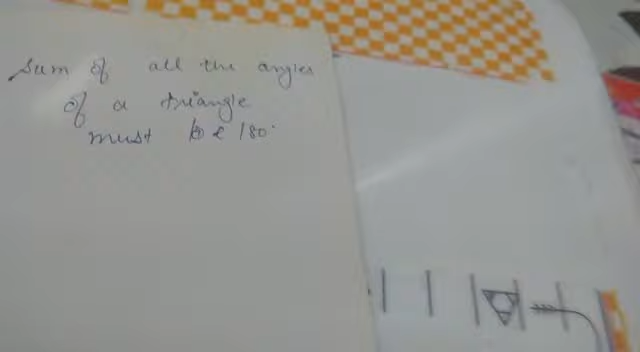 Sum of all the angles
of a triangle
must be 180°